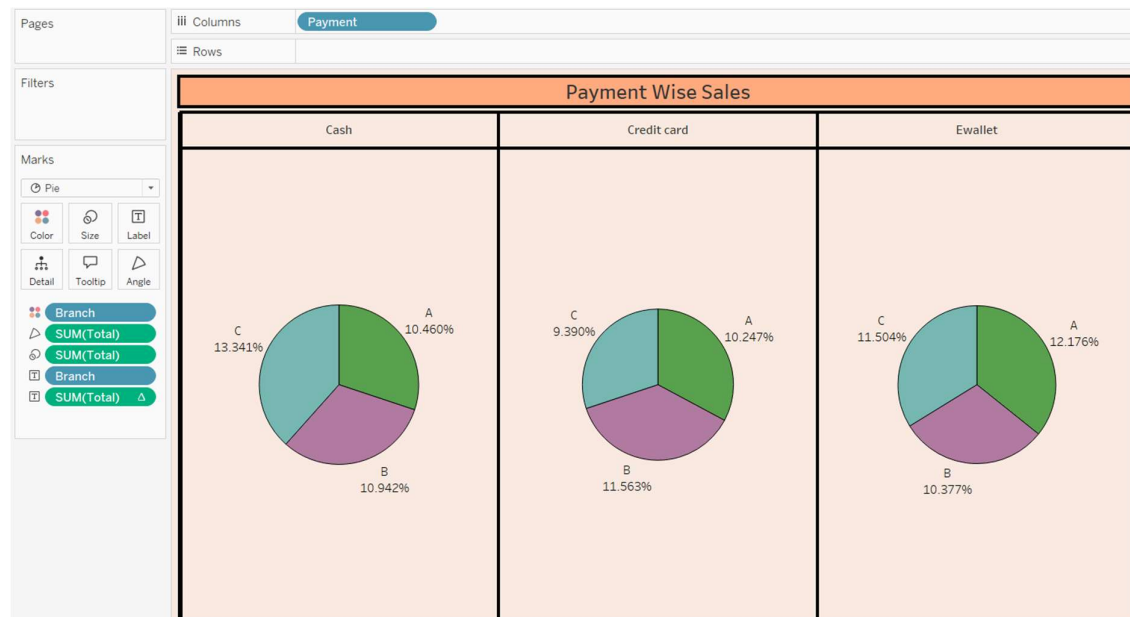 Pages
iii Columns
Payment
Rows
Filters
Payment Wise Sales
Cash
Credit card
Ewallet
Marks
Pie
Color
Size
Label
Detail
Tooltip
Angle
Branch
SUM(Total)
SUM(Total)
Branch
SUM(Total)
C
13.341%
A
10.460%
B
10.942%
C
9.390%
A
10.247%
B
11.563%
C
11.504%
A
12.176%
B
10.377%